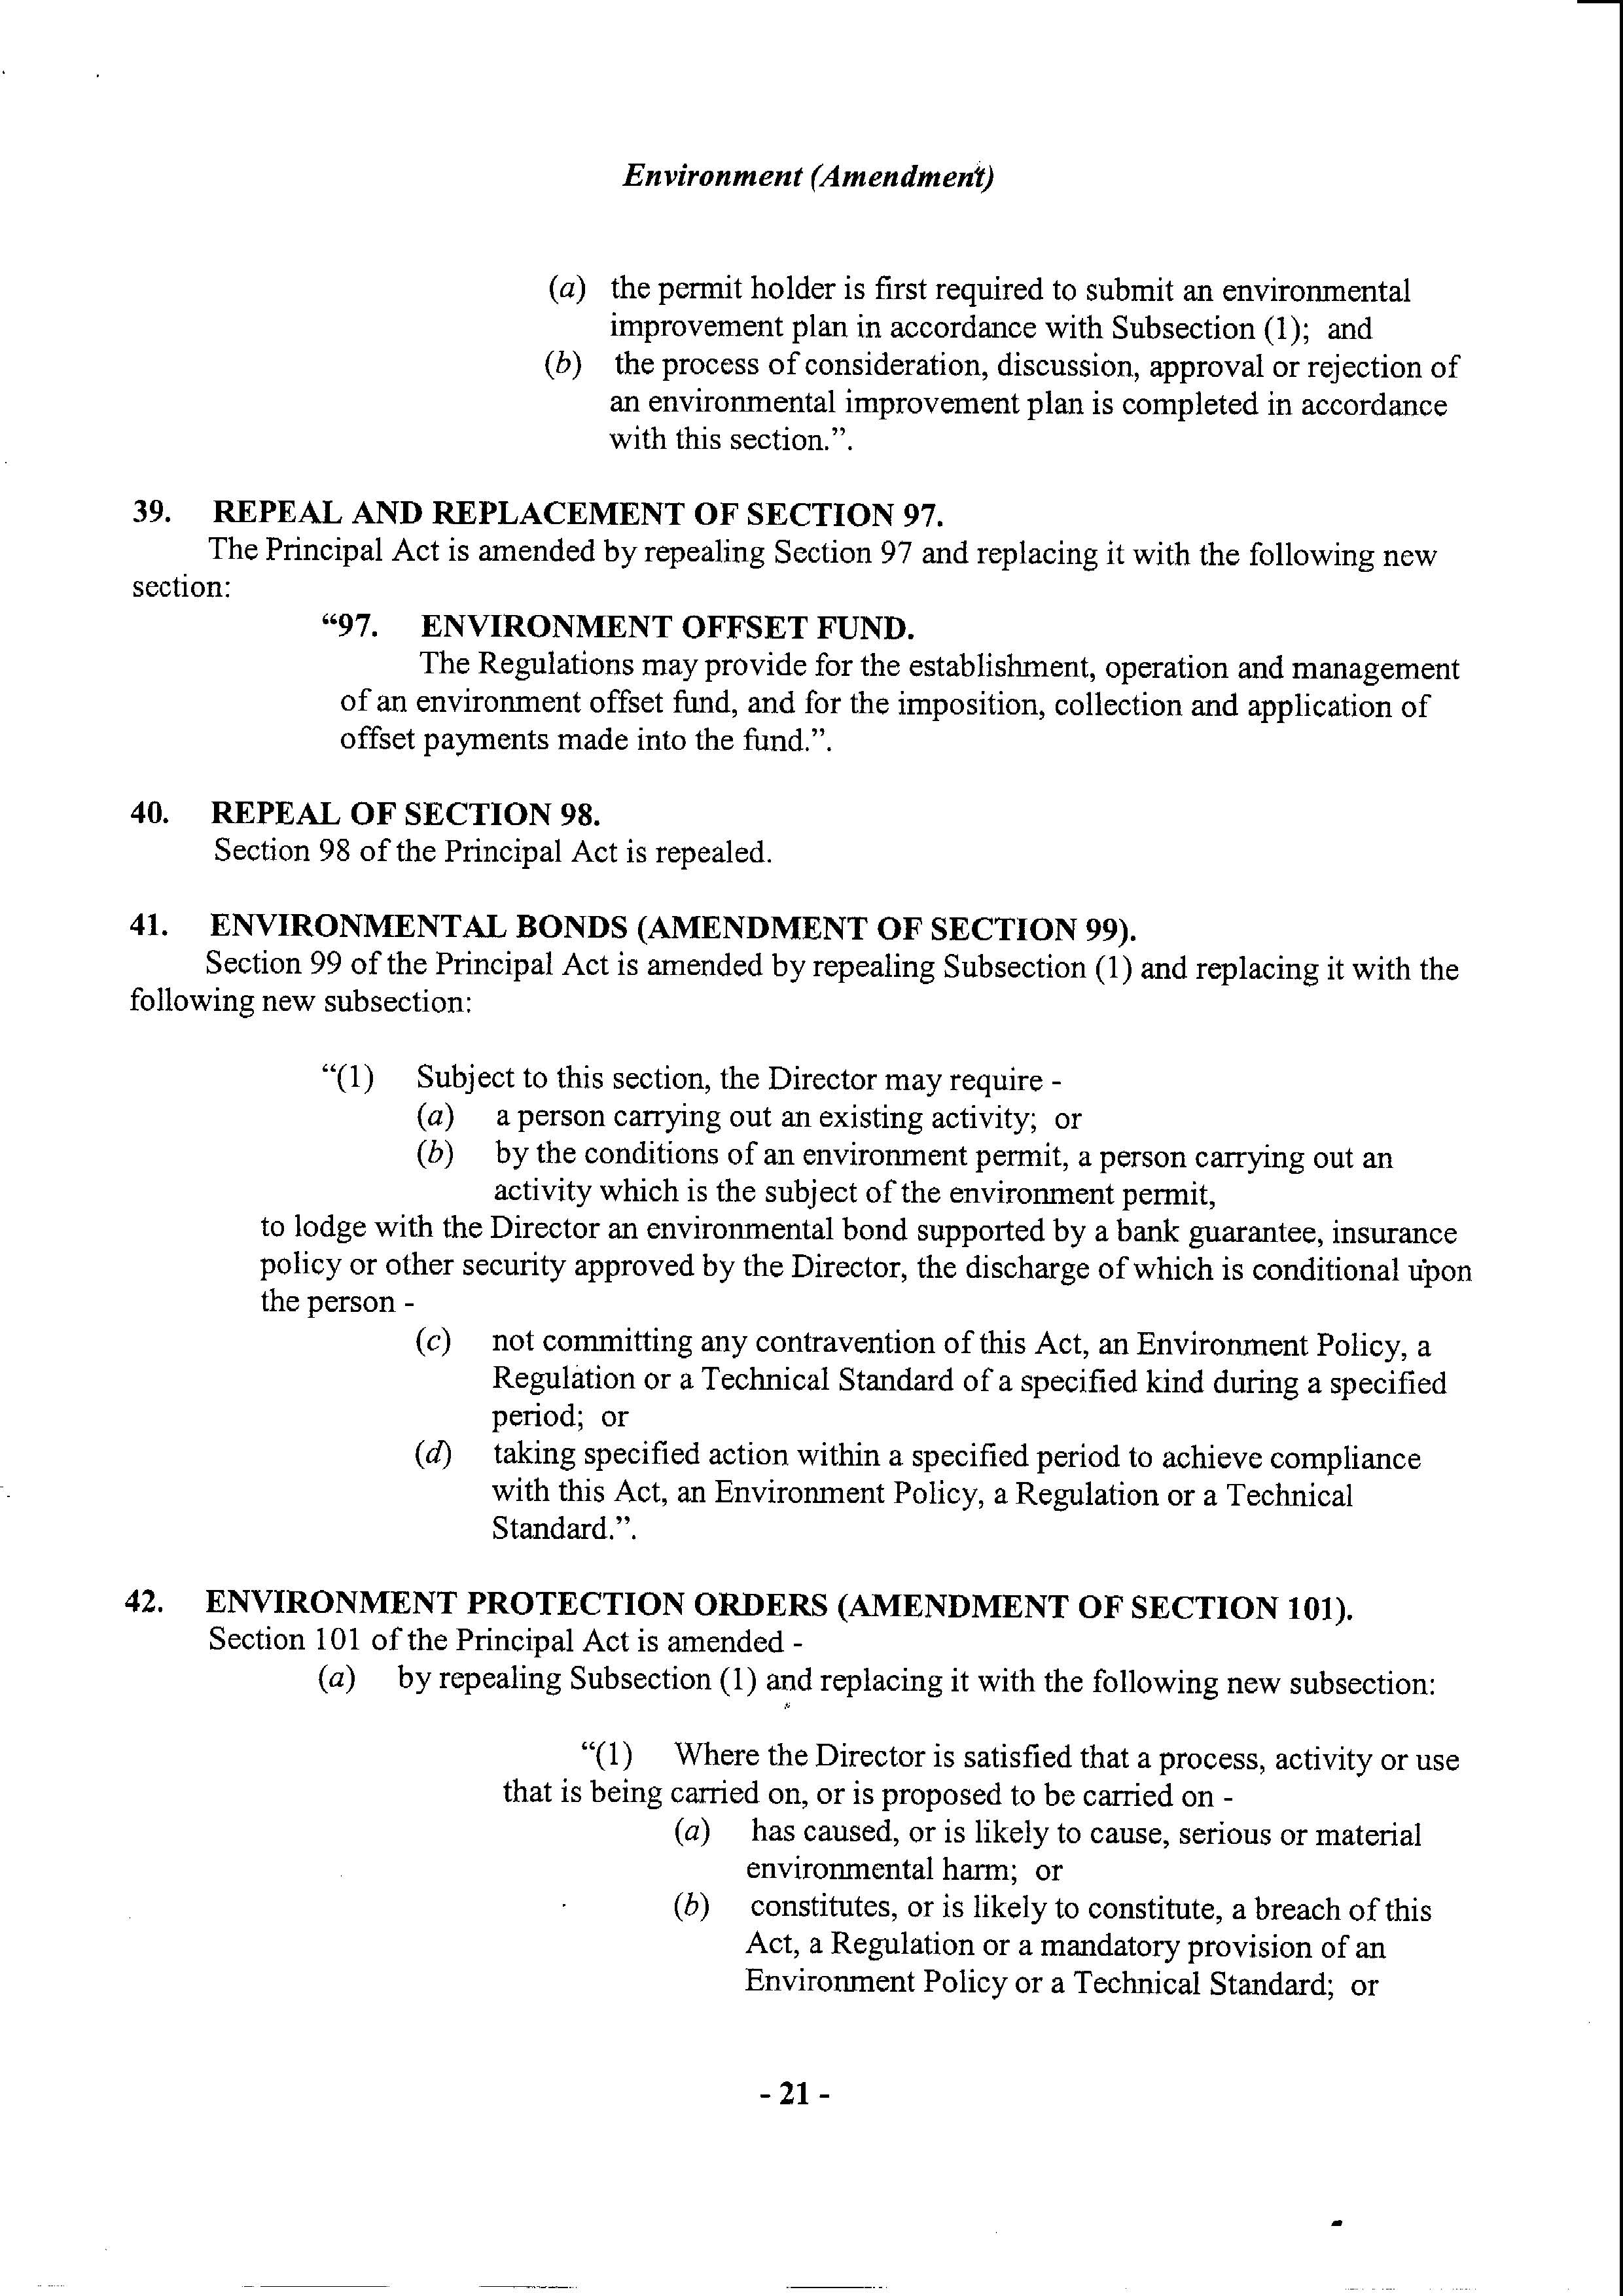 Environment (Amendment)
(a) the permit holder is first required to submit an environmental
improvement plan in accordance with Subsection (1); and
(b) the process of consideration, discussion, approval or rejection of
an environmental improvement plan is completed in accordance
with this section.”.
39. REPEAL AND REPLACEMENT OF SECTION 97.
The Principal Act is amended by repealing Section 97 and replacing it with the following new
section:
“97. ENVIRONMENT OFFSET FUND.
The Regulations may provide for the establishment, operation and management
of an environment offset fund, and for the imposition, collection and application of
offset payments made into the fund.”.
40. REPEAL OF SECTION 98.
Section 98 of the Principal Act is repealed.
41. ENVIRONMENTAL BONDS (AMENDMENT OF SECTION 99).
Section 99 of the Principal Act is amended by repealing Subsection (1) and replacing it with the
following new subsection:
“(1) Subject to this section, the Director may require -
(a) a person carrying out an existing activity; or
(b) by the conditions of an environment permit, a person carrying out an
activity which is the subject of the environment permit,
to lodge with the Director an environmental bond supported by a bank guarantee, insurance
policy or other security approved by the Director, the discharge of which is conditional upon
the person -
(c) not committing any contravention of this Act, an Environment Policy, a
Regulation or a Technical Standard of a specified kind during a specified
period; or
(d) taking specified action within a specified period to achieve compliance
with this Act, an Environment Policy, a Regulation or a Technical
Standard.”.
42. ENVIRONMENT PROTECTION ORDERS (AMENDMENT OF SECTION 101).
Section 101 of the Principal Act is amended -
(a) by repealing Subsection (1) and replacing it with the following new subsection:
“(1) Where the Director is satisfied that a process, activity or use
that is being carried on, or is proposed to be carried on -
(a) has caused, or is likely to cause, serious or material
environmental harm; or
(b) constitutes, or is likely to constitute, a breach of this
Act, a Regulation or a mandatory provision of an
Environment Policy or a Technical Standard; or
- 21 -